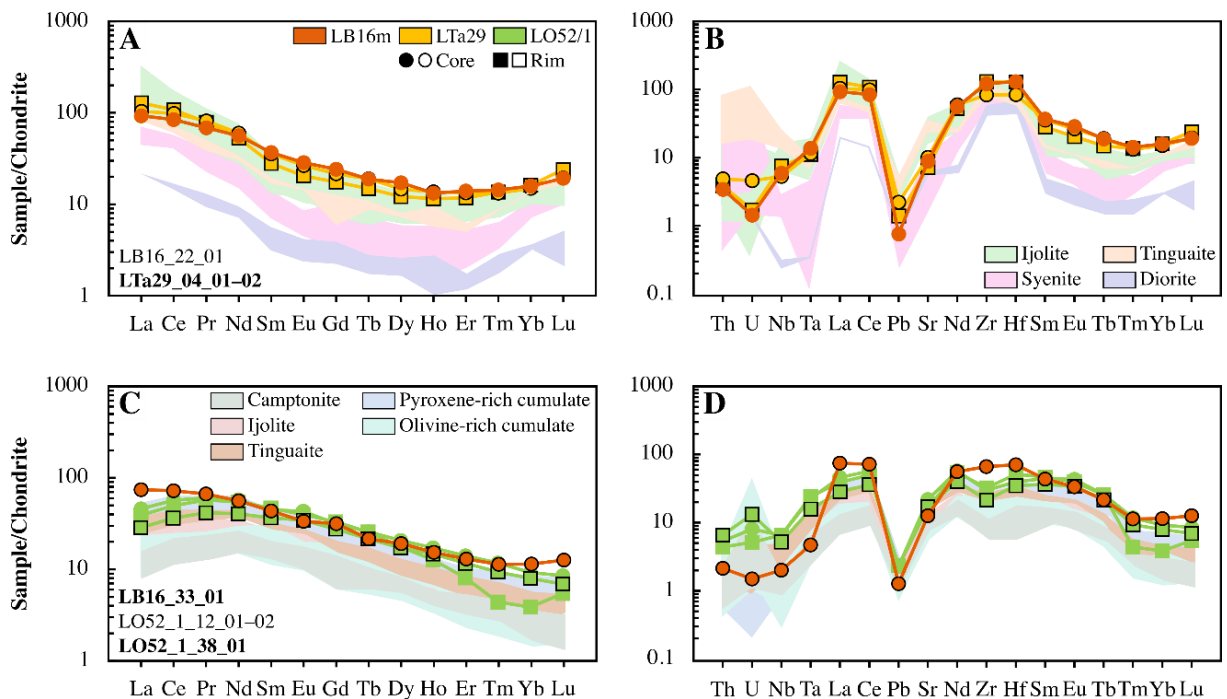 A
LB16m LTa29 LO52/1
Core Rim
1000
100
10
1
Sample/Chondrite
LB16_22_01
LTa29_04_01–02
La Ce Pr Nd Sm Eu Gd Tb Dy Ho Er Tm Yb Lu
B
1000
100
10
1
0.1
Ijolite Tinguaite
Syenite Diorite
Th U Nb Ta La Ce Pb Sr Nd Zr Hf Sm Eu Tb Tm Yb Lu
C
1000
100
10
1
Sample/Chondrite
Camptonite Pyroxene-rich cumulate
Ijolite Olivine-rich cumulate
Tinguaite
LB16_33_01
LO52_1_12_01–02
LO52_1_38_01
La Ce Pr Nd Sm Eu Gd Tb Dy Ho Er Tm Yb Lu
D
1000
100
10
1
0.1
Th U Nb Ta La Ce Pb Sr Nd Zr Hf Sm Eu Tb Tm Yb Lu